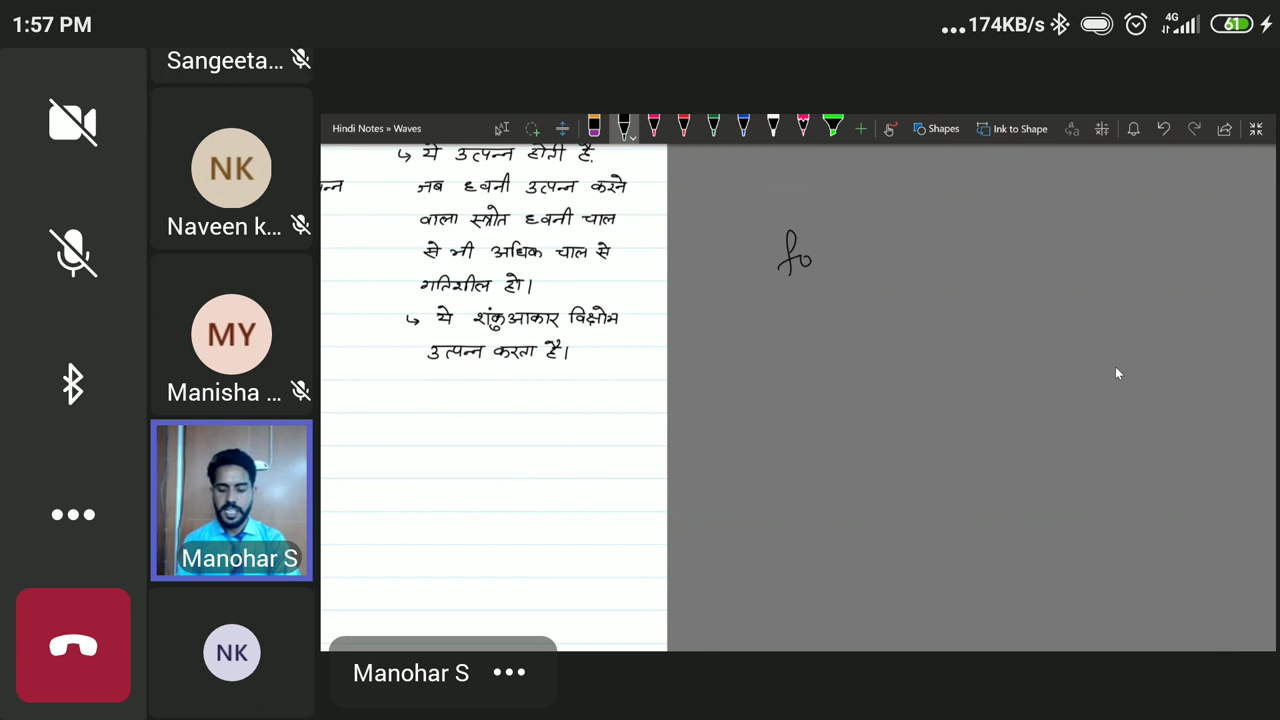 1:57 PM
...174KB/s
4G
61
Sangeeta...
NK
Naveen k...
MY
Manisha ...
Manohar S
NK
Hindi Notes » Waves
Shapes
Ink to Shape
↳ ये उत्पन्न होती है.
न्न
जब ध्वनी उत्पन्न करने
वाला स्त्रोत ध्वनी चाल
से भी अधिक चाल से
गतिशील हो।
↳ ये शंकुआकार विक्षोभ
उत्पन्न करता है।
fo
Manohar S